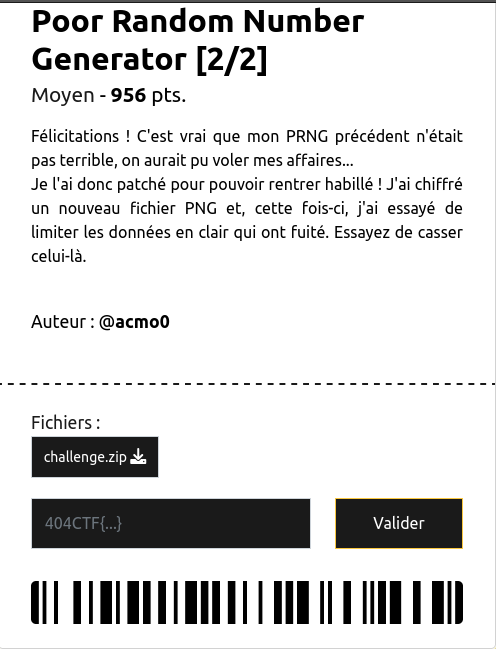 Poor Random Number
Generator [2/2]
Moyen - 956 pts.
Félicitations ! C'est vrai que mon PRNG précédent n'était
pas terrible, on aurait pu voler mes affaires...
Je l'ai donc patché pour pouvoir rentrer habillé ! J'ai chiffré
un nouveau fichier PNG et, cette fois-ci, j'ai essayé de
limiter les données en clair qui ont fuité. Essayez de casser
celui-là.
Auteur : @acmo0
Fichiers :
challenge.zip
404CTF{...}
Valider